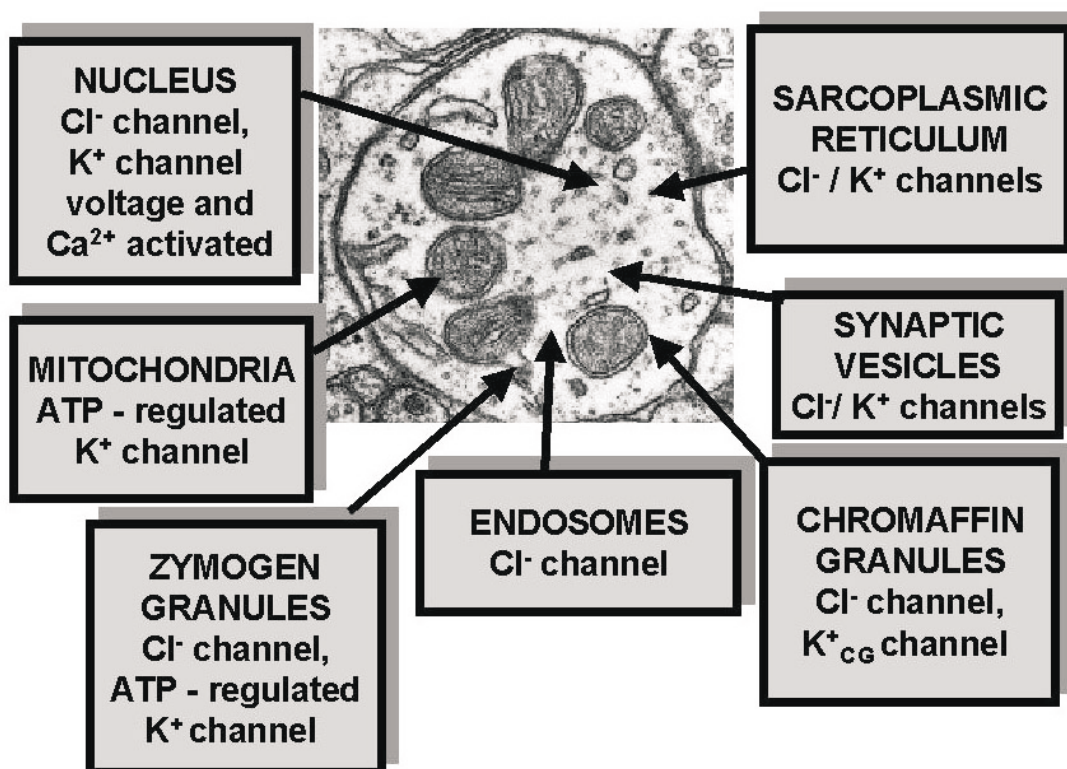 NUCLEUS
Cl⁻ channel,
K⁺ channel
voltage and
Ca²⁺ activated
SARCOPLASMIC
RETICULUM
Cl⁻ / K⁺ channels
MITOCHONDRIA
ATP - regulated
K⁺ channel
SYNAPTIC
VESICLES
Cl⁻/ K⁺ channels
ZYMOGEN
GRANULES
Cl⁻ channel,
ATP - regulated
K⁺ channel
ENDOSOMES
Cl⁻ channel
CHROMAFFIN
GRANULES
Cl⁻ channel,
K⁺CG channel